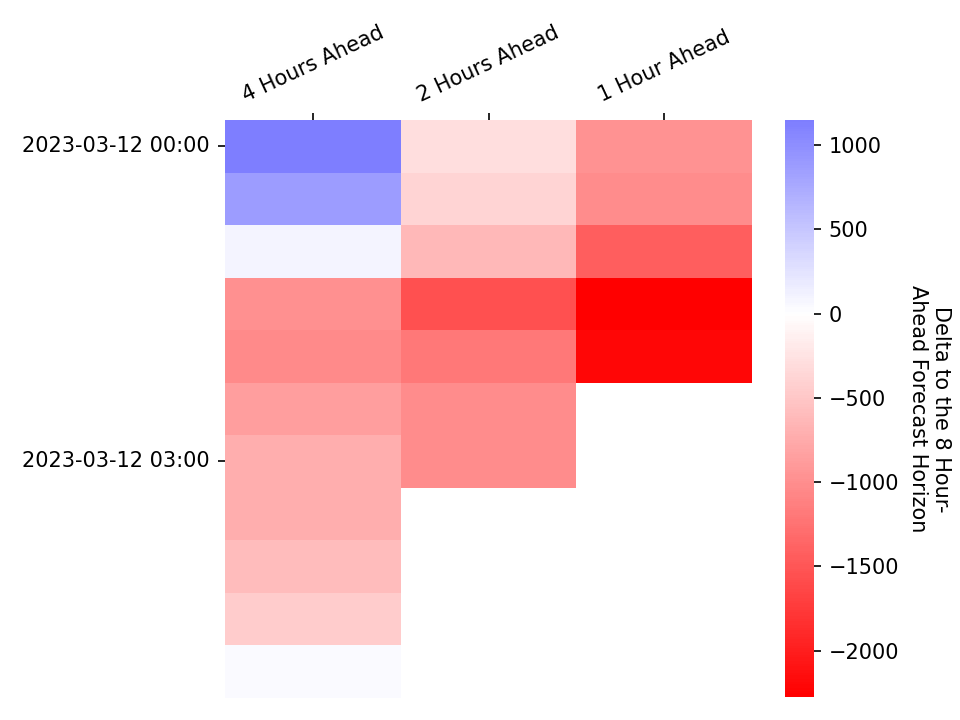 4 Hours Ahead
2 Hours Ahead
1 Hour Ahead
2023-03-12 00:00
2023-03-12 03:00
1000
500
0
−500
−1000
−1500
−2000
Delta to the 8 Hour-
Ahead Forecast Horizon